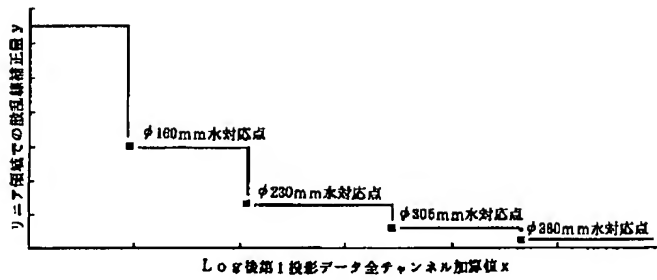 リニア領域での散乱線補正量 y
φ160mm水対応点
φ230mm水対応点
φ305mm水対応点
φ380mm水対応点
Log後第1投影データ全チャンネル加算値 x